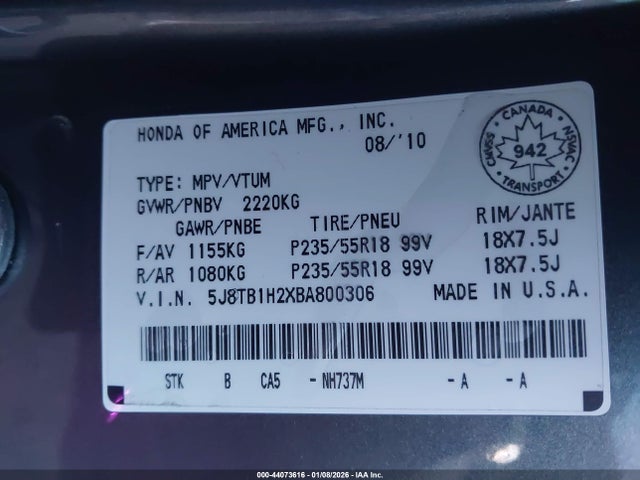 HONDA OF AMERICA MFG., INC.
08/'10
CANADA
CMVSS
NSVAC
942
TRANSPORT
TYPE: MPV/VTUM
GVWR/PNBV 2220KG
GAWR/PNBE TIRE/PNEU RIM/JANTE
F/AV 1155KG P235/55R18 99V 18X7.5J
R/AR 1080KG P235/55R18 99V 18X7.5J
V.I.N. 5J8TB1H2XBA800306 MADE IN U.S.A.
STK B CA5 - NH737M - A - A
000-44073616 - 01/08/2026 - IAA Inc.